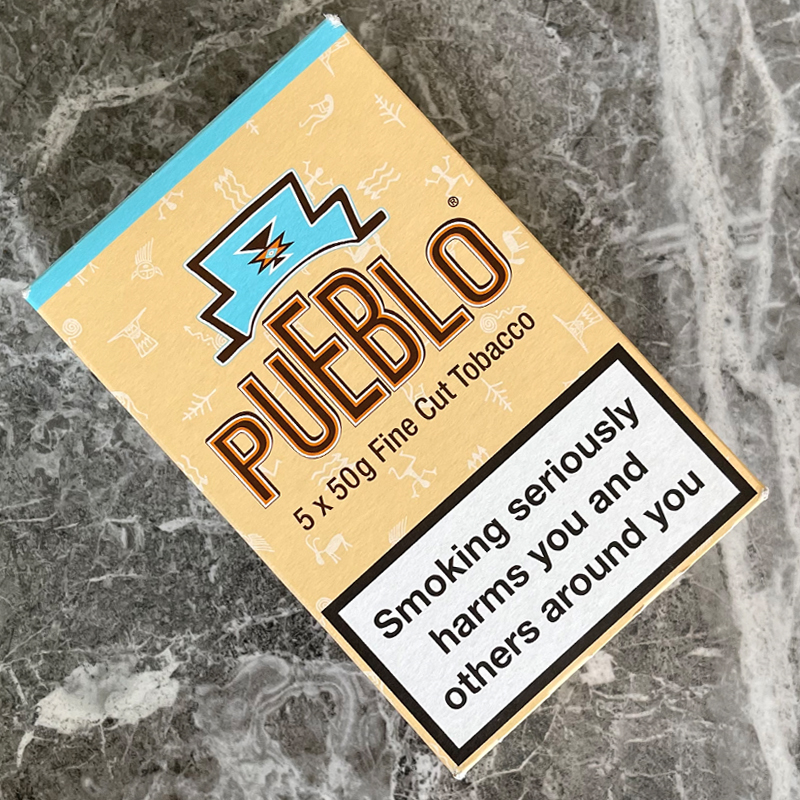 PUEBLO®
5 x 50g Fine Cut Tobacco
Smoking seriously
harms you and
others around you